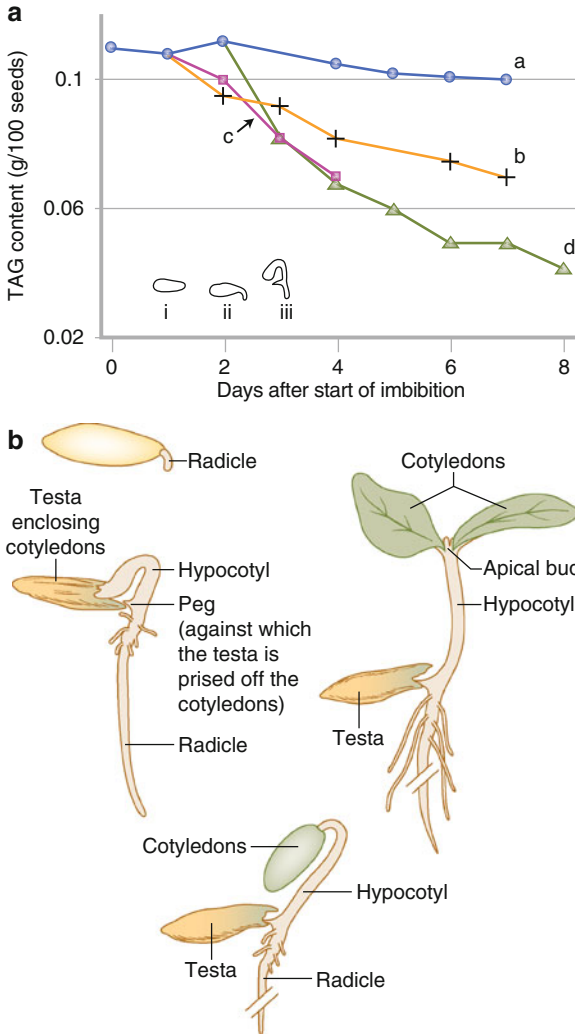 a
TAG content (g/100 seeds)
0.1
0.06
0.02
a
b
c
d
i
ii
iii
0
2
4
6
8
Days after start of imbibition
b
Radicle
Testa
enclosing
cotyledons
Hypocotyl
Peg
(against which
the testa is
prised off the
cotyledons)
Radicle
Cotyledons
Apical bud
Hypocotyl
Testa
Cotyledons
Hypocotyl
Testa
Radicle